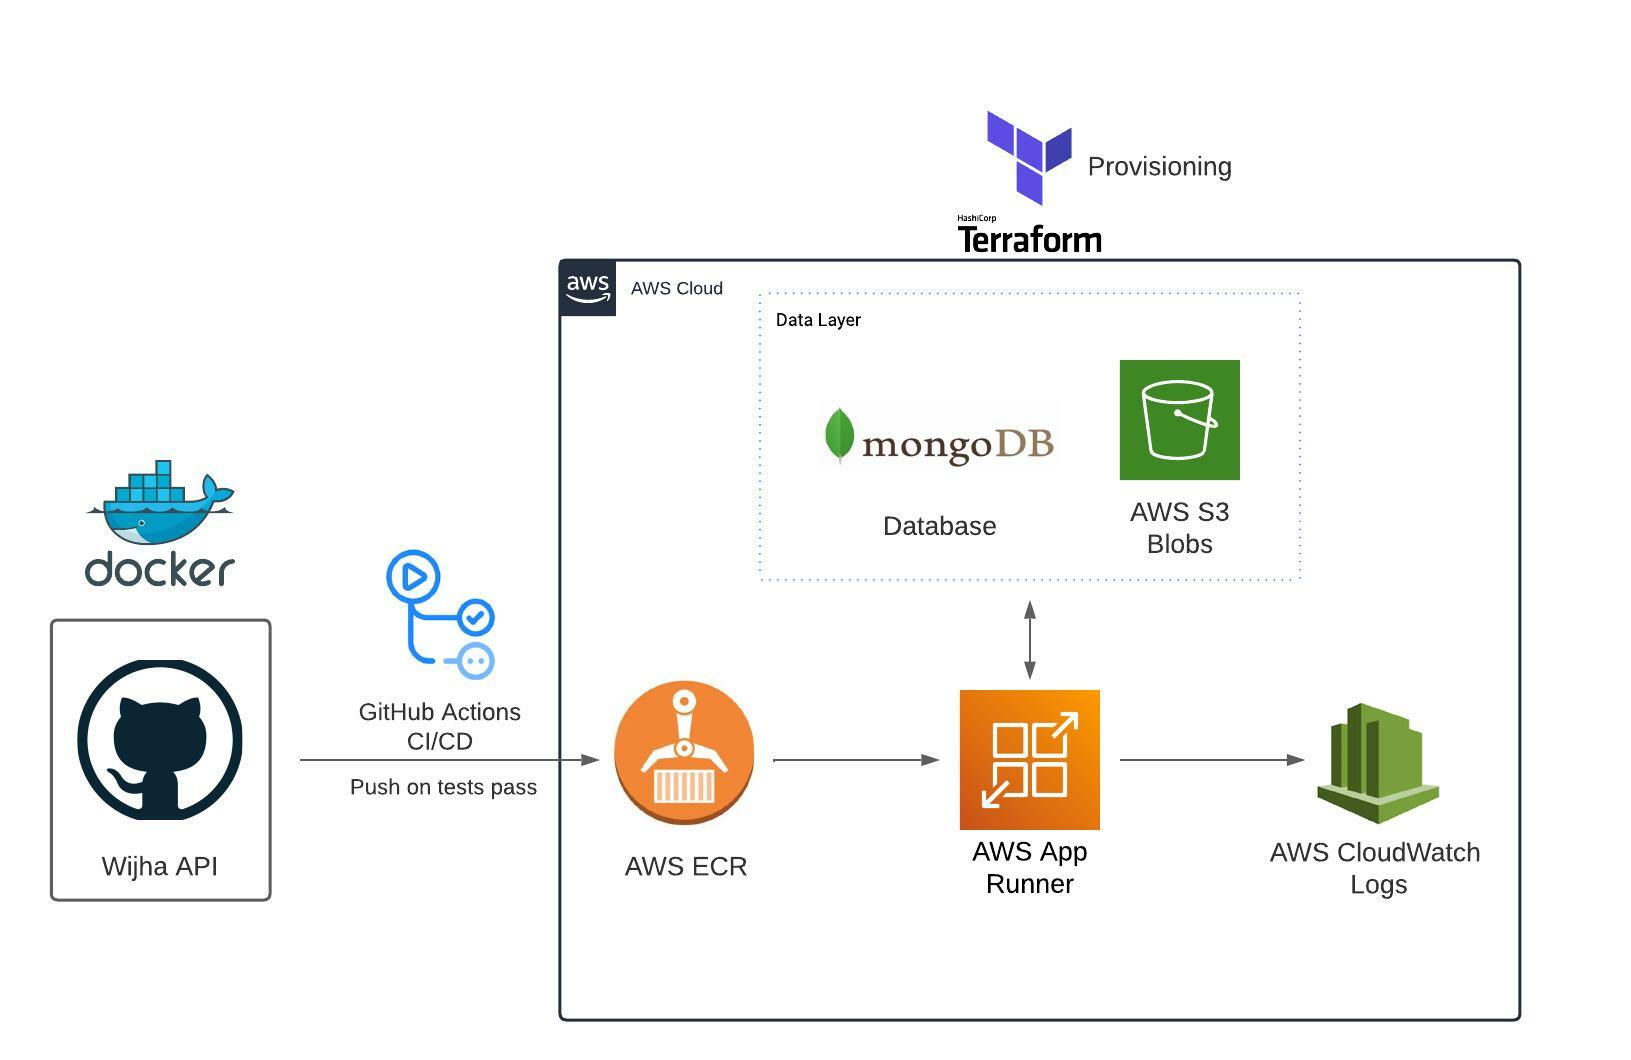 Provisioning
HashiCorp
Terraform
aws
AWS Cloud
Data Layer
mongoDB
Database
AWS S3
Blobs
docker
GitHub Actions
CI/CD
Push on tests pass
Wijha API
AWS ECR
AWS App
Runner
AWS CloudWatch
Logs